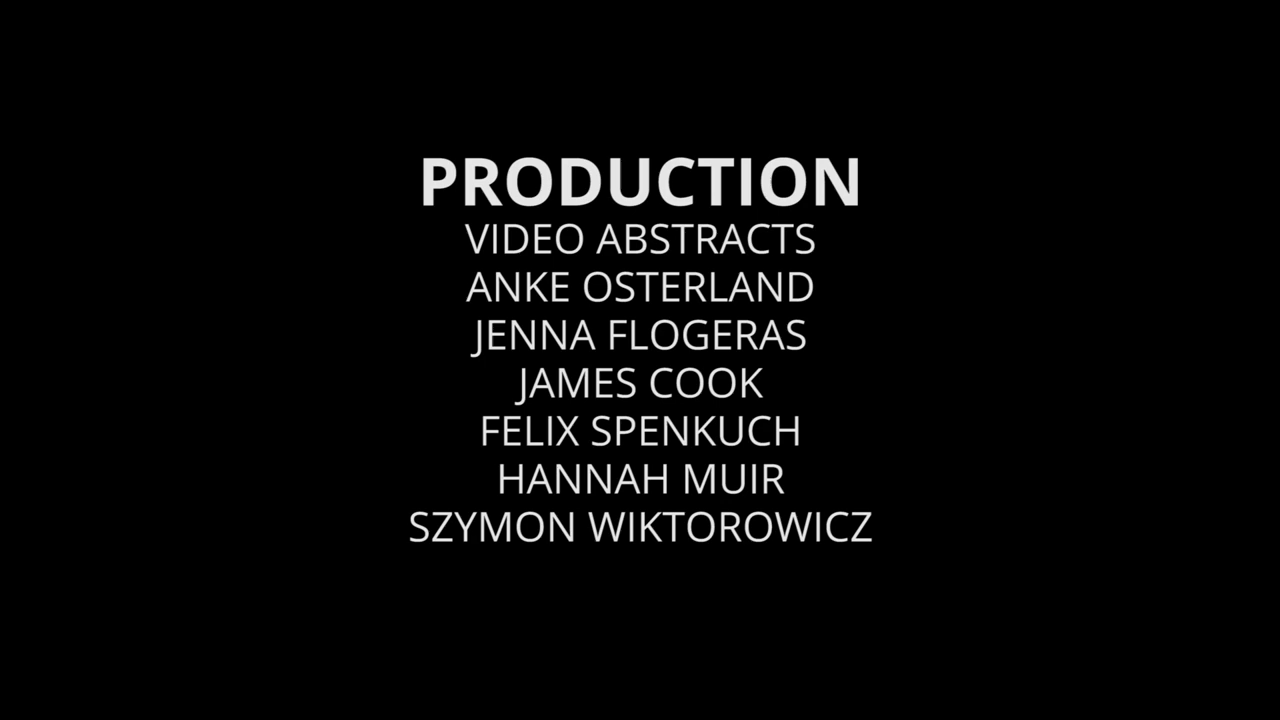 PRODUCTION
VIDEO ABSTRACTS
ANKE OSTERLAND
JENNA FLOGERAS
JAMES COOK
FELIX SPENKUCH
HANNAH MUIR
SZYMON WIKTOROWICZ